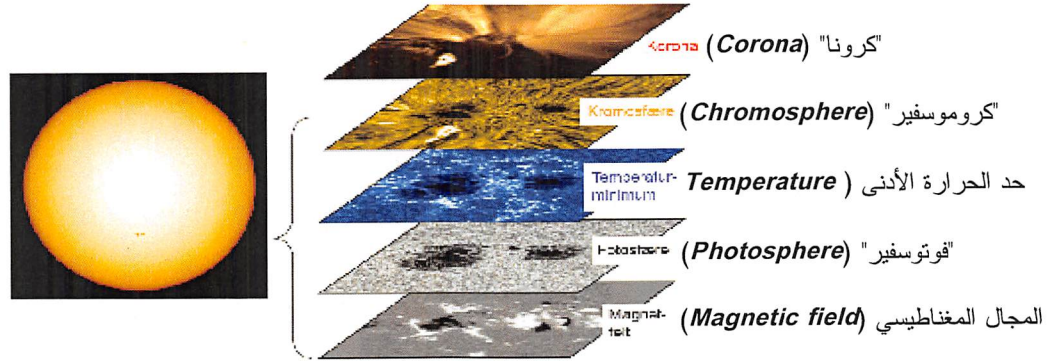 Korona (Corona) "كرونا"
Kromosfære (Chromosphere) "كروموسفير"
Temperatur-
minimum Temperature ) حد الحرارة الأدنى
Fotosfære (Photosphere) "فوتوسفير"
Magnet-
felt (Magnetic field) المجال المغناطيسي